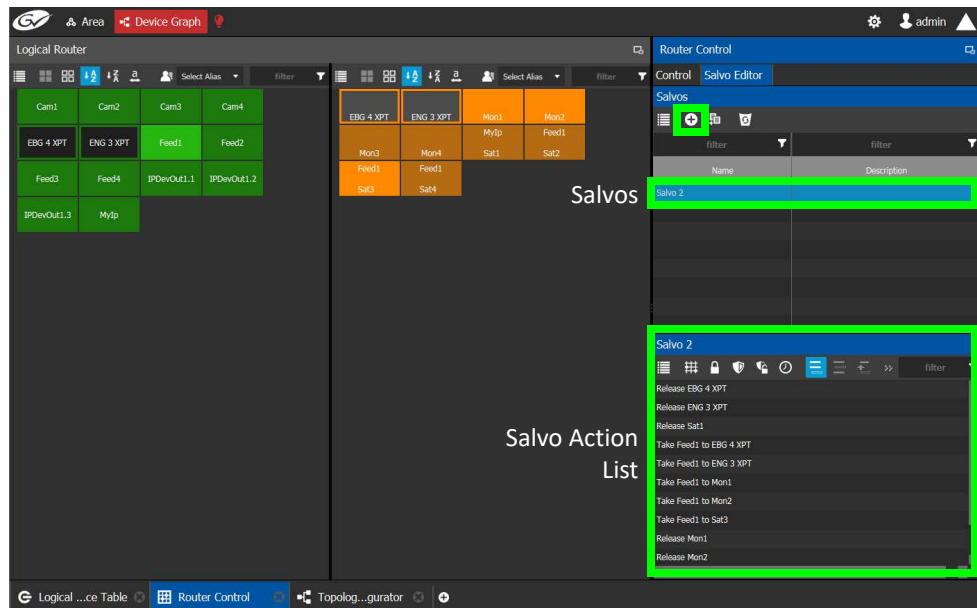 GV Area Device Graph admin
Logical Router
Router Control
Select Alias filter
Select Alias filter
Control Salvo Editor
Salvos
filter filter
Name Description
Salvo 2
Cam1 Cam2 Cam3 Cam4
EBG 4 XPT ENG 3 XPT Feed1 Feed2
Feed3 Feed4 IPDevOut1.1 IPDevOut1.2
IPDevOut1.3 MyIp
EBG 4 XPT ENG 3 XPT Mon1 Mon2
MyIp Feed1
Mon3 Mon4 Sat1 Sat2
Feed1 Feed1
Sat3 Sat4
Salvos
Salvo Action
List
Salvo 2
filter
Release EBG 4 XPT
Release ENG 3 XPT
Release Sat1
Take Feed1 to EBG 4 XPT
Take Feed1 to ENG 3 XPT
Take Feed1 to Mon1
Take Feed1 to Mon2
Take Feed1 to Sat3
Release Mon1
Release Mon2
Logical ...ce Table Router Control Topolog...gurator